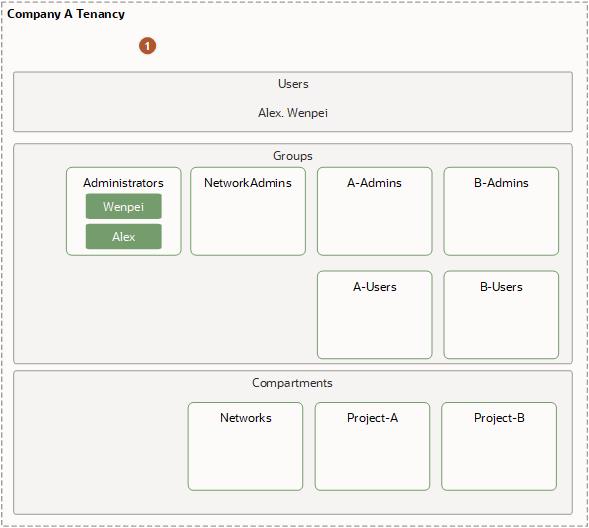 Company A Tenancy
1
Users
Alex. Wenpei
Groups
Administrators
Wenpei
Alex
NetworkAdmins
A-Admins
B-Admins
A-Users
B-Users
Compartments
Networks
Project-A
Project-B